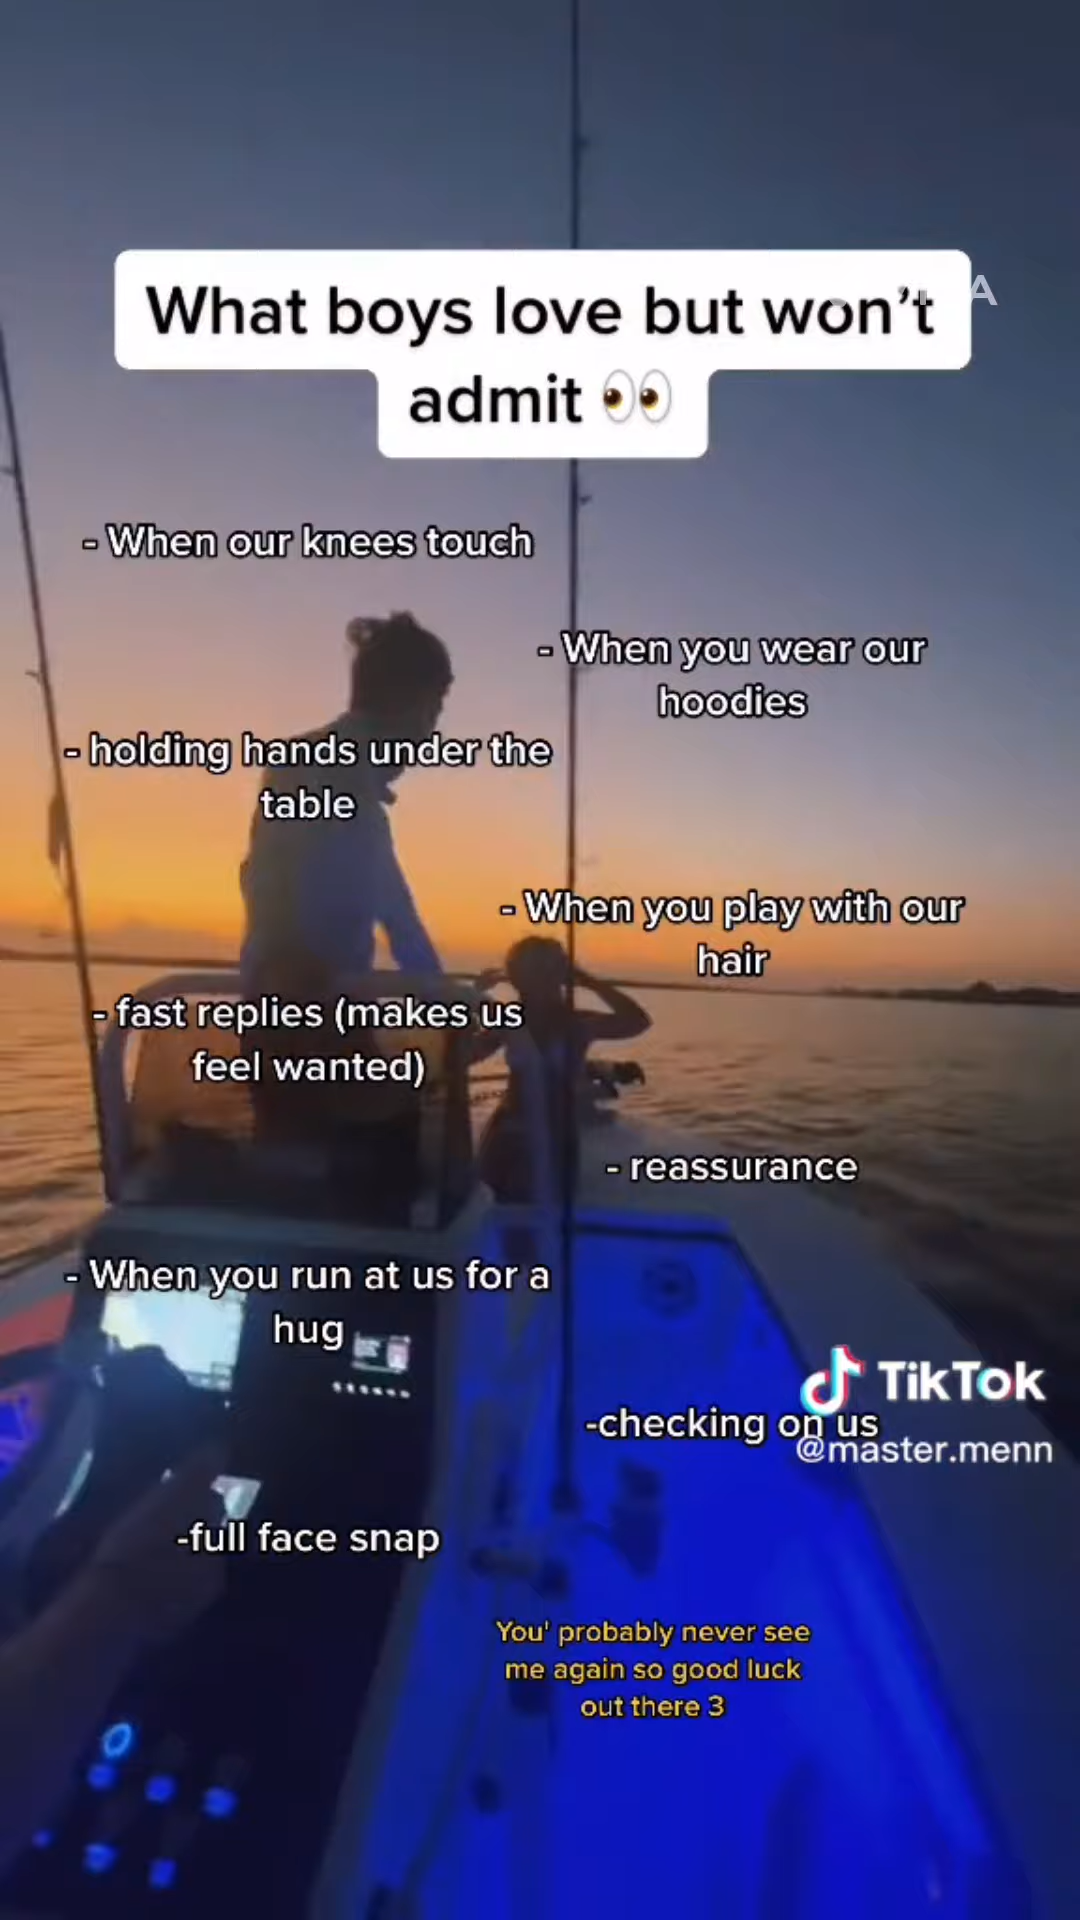 What boys love but won't
admit 👀
- When our knees touch
- When you wear our
hoodies
- holding hands under the
table
- When you play with our
hair
- fast replies (makes us
feel wanted)
- reassurance
- When you run at us for a
hug
TikTok
-checking on us
@master.menn
-full face snap
You' probably never see
me again so good luck
out there 3